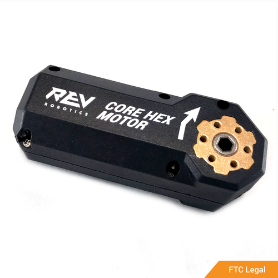 REV
ROBOTICS
CORE HEX
MOTOR
FTC Legal